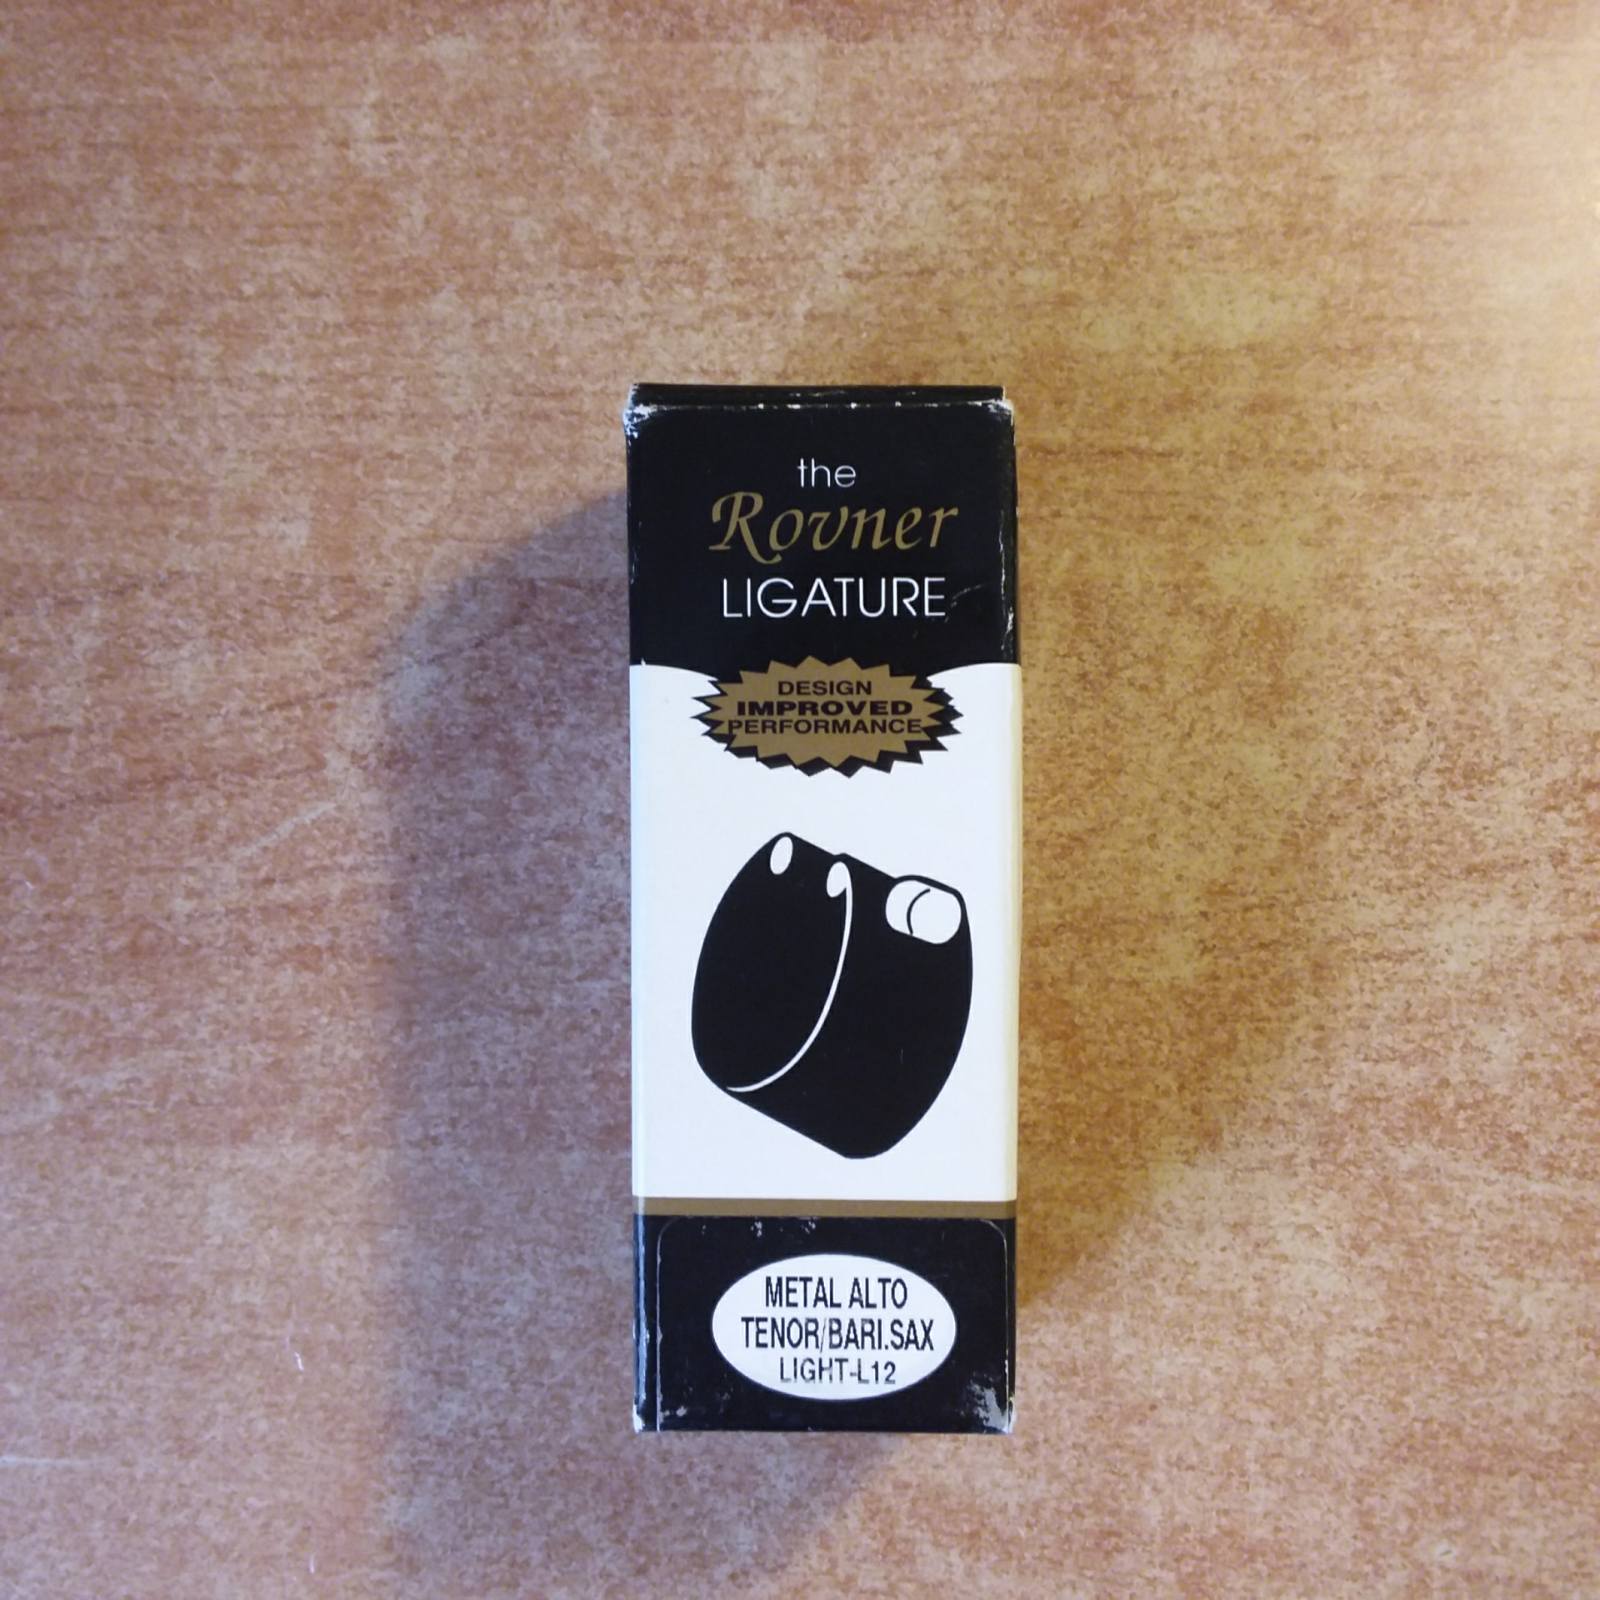 the
Rovner
LIGATURE
DESIGN
IMPROVED
PERFORMANCE
METAL ALTO
TENOR/BARI.SAX
LIGHT-L12